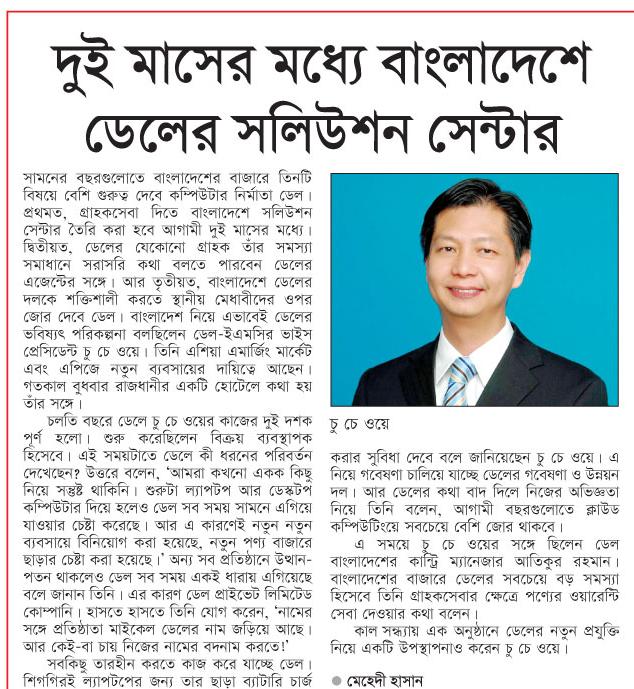 দুই মাসের মধ্যে বাংলাদেশে
ডেলের সলিউশন সেন্টার
সামনের বছরগুলোতে বাংলাদেশের বাজারে তিনটি
বিষয়ে বেশি গুরুত্ব দেবে কম্পিউটার নির্মাতা ডেল।
প্রথমত, গ্রাহকসেবা দিতে বাংলাদেশে সলিউশন
সেন্টার তৈরি করা হবে আগামী দুই মাসের মধ্যে।
দ্বিতীয়ত, ডেলের যেকোনো গ্রাহক তাঁর সমস্যা
সমাধানে সরাসরি কথা বলতে পারবেন ডেলের
এজেন্টের সঙ্গে। আর তৃতীয়ত, বাংলাদেশে ডেলের
দলকে শক্তিশালী করতে স্থানীয় মেধাবীদের ওপর
জোর দেবে ডেল। বাংলাদেশ নিয়ে এভাবেই ডেলের
ভবিষ্যৎ পরিকল্পনা বলছিলেন ডেল-ইএমসির ভাইস
প্রেসিডেন্ট চু চে ওয়ে। তিনি এশিয়া এমার্জিং মার্কেট
এবং এপিজে নতুন ব্যবসায়ের দায়িত্বে আছেন।
গতকাল বুধবার রাজধানীর একটি হোটেলে কথা হয়
তাঁর সঙ্গে।
চলতি বছরে ডেলে চু চে ওয়ের কাজের দুই দশক
পূর্ণ হলো। শুরু করেছিলেন বিক্রয় ব্যবস্থাপক
হিসেবে। এই সময়টাতে ডেলে কী ধরনের পরিবর্তন
দেখেছেন? উত্তরে বলেন, ‘আমরা কখনো একক কিছু
নিয়ে সন্তুষ্ট থাকিনি। শুরুটা ল্যাপটপ আর ডেস্কটপ
কম্পিউটার দিয়ে হলেও ডেল সব সময় সামনে এগিয়ে
যাওয়ার চেষ্টা করেছে। আর এ কারণেই নতুন নতুন
ব্যবসায়ে বিনিয়োগ করা হয়েছে, নতুন পণ্য বাজারে
ছাড়ার চেষ্টা করা হয়েছে।’ অন্য সব প্রতিষ্ঠানে উত্থান-
পতন থাকলেও ডেল সব সময় একই ধারায় এগিয়েছে
বলে জানান তিনি। এর কারণ ডেল প্রাইভেট লিমিটেড
কোম্পানি। হাসতে হাসতে তিনি যোগ করেন, ‘নামের
সঙ্গে প্রতিষ্ঠাতা মাইকেল ডেলের নাম জড়িয়ে আছে।
আর কেই-বা চায় নিজের নামের বদনাম করতে!’
সবকিছু তারহীন করতে কাজ করে যাচ্ছে ডেল।
শিগগিরই ল্যাপটপের জন্য তার ছাড়া ব্যাটারি চার্জ
চু চে ওয়ে
করার সুবিধা দেবে বলে জানিয়েছেন চু চে ওয়ে। এ
নিয়ে গবেষণা চালিয়ে যাচ্ছে ডেলের গবেষণা ও উন্নয়ন
দল। আর ডেলের কথা বাদ দিলে নিজের অভিজ্ঞতা
নিয়ে তিনি বলেন, আগামী বছরগুলোতে ক্লাউড
কম্পিউটিংয়ে সবচেয়ে বেশি জোর থাকবে।
এ সময়ে চু চে ওয়ের সঙ্গে ছিলেন ডেল
বাংলাদেশের কান্ট্রি ম্যানেজার আতিকুর রহমান।
বাংলাদেশের বাজারে ডেলের সবচেয়ে বড় সমস্যা
হিসেবে তিনি গ্রাহকসেবার ক্ষেত্রে পণ্যের ওয়ারেন্টি
সেবা দেওয়ার কথা বলেন।
কাল সন্ধ্যায় এক অনুষ্ঠানে ডেলের নতুন প্রযুক্তি
নিয়ে একটি উপস্থাপনাও করেন চু চে ওয়ে।
● মেহেদী হাসান